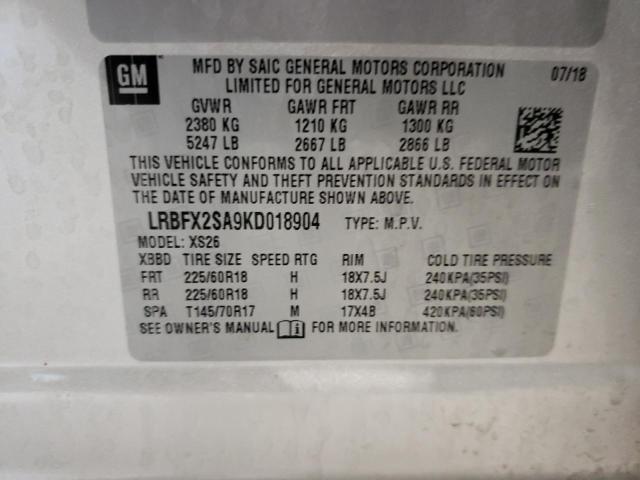 GM
MFD BY SAIC GENERAL MOTORS CORPORATION 07/18
LIMITED FOR GENERAL MOTORS LLC
GVWR GAWR FRT GAWR RR
2380 KG 1210 KG 1300 KG
5247 LB 2667 LB 2866 LB
THIS VEHICLE CONFORMS TO ALL APPLICABLE U.S. FEDERAL MOTOR
VEHICLE SAFETY AND THEFT PREVENTION STANDARDS IN EFFECT ON
THE DATE OF MANUFACTURE SHOWN ABOVE.
LRBFX2SA9KD018904 TYPE: M.P.V.
MODEL: XS26
XBBD TIRE SIZE SPEED RTG RIM COLD TIRE PRESSURE
FRT 225/60R18 H 18X7.5J 240KPA(35PSI)
RR 225/60R18 H 18X7.5J 240KPA(35PSI)
SPA T145/70R17 M 17X4B 420KPA(60PSI)
SEE OWNER'S MANUAL FOR MORE INFORMATION.